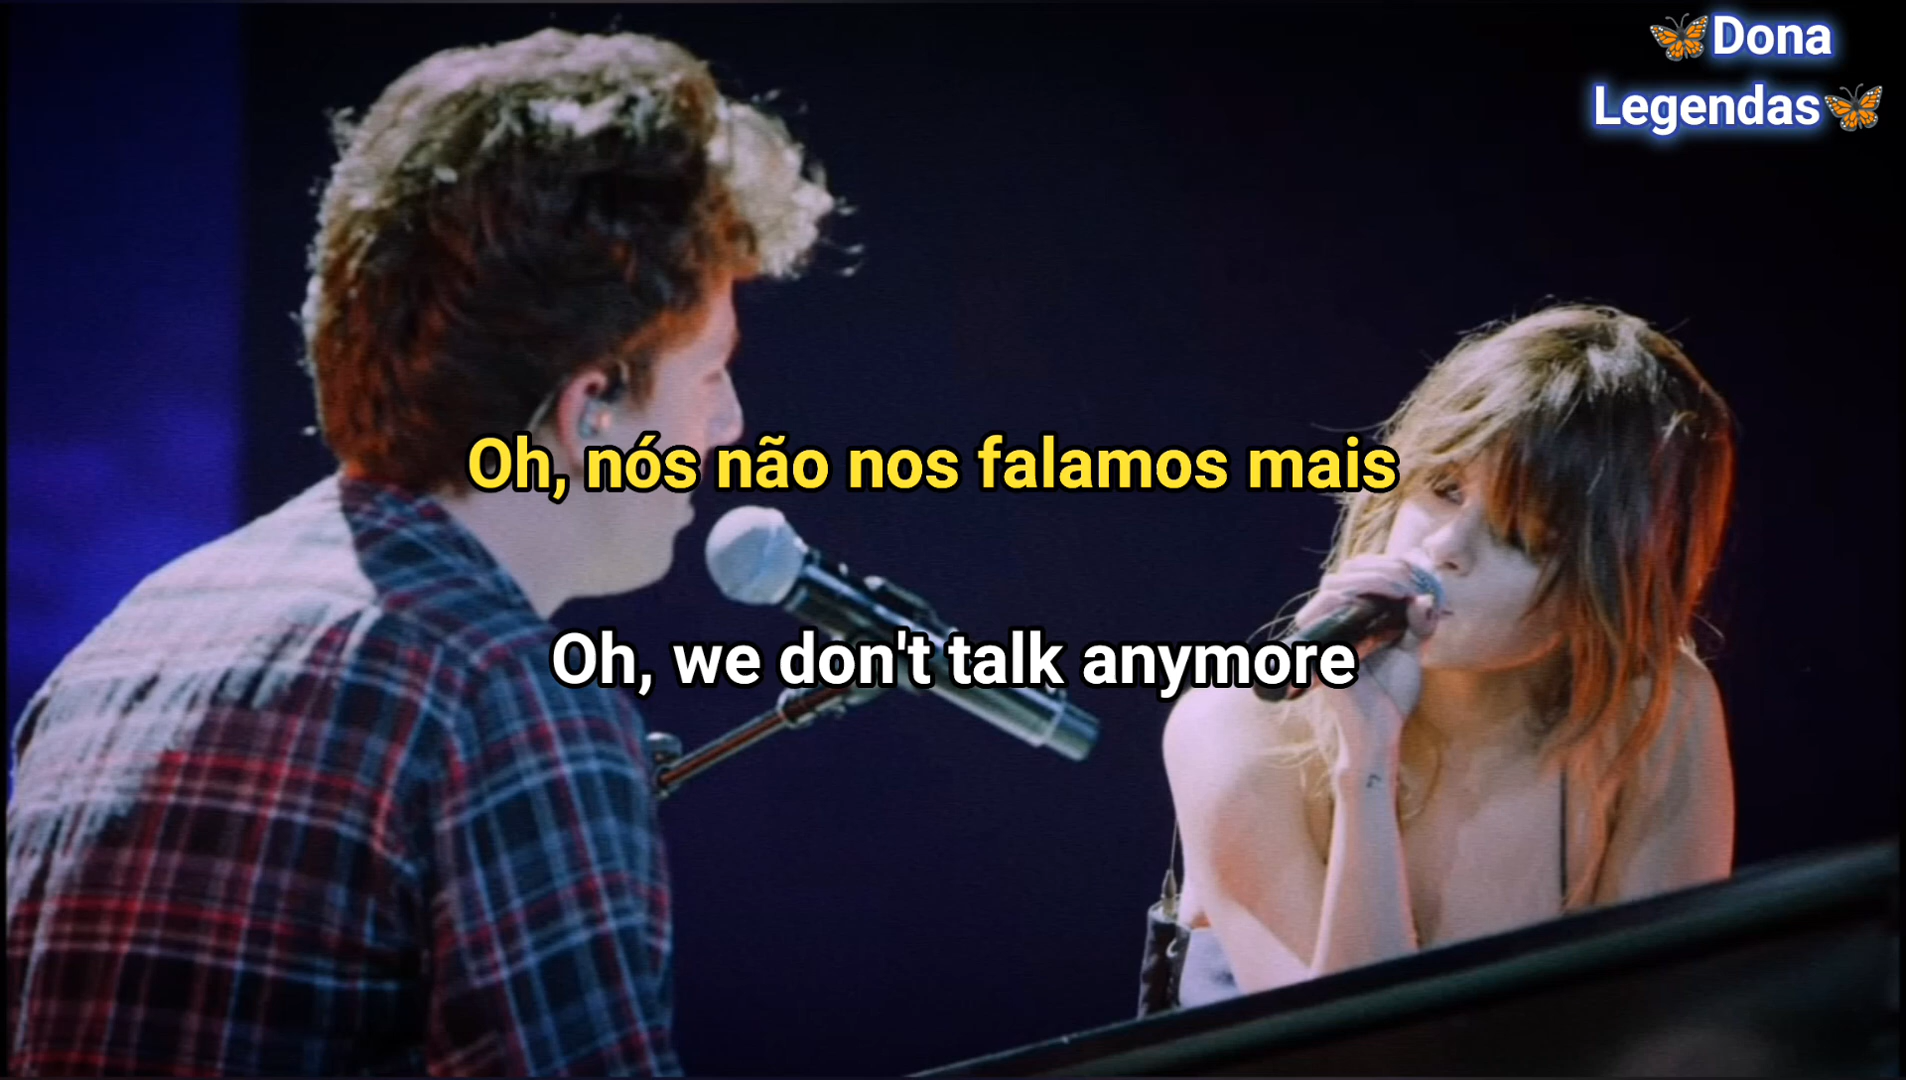 Dona
Legendas
Oh, nós não nos falamos mais
Oh, we don't talk anymore